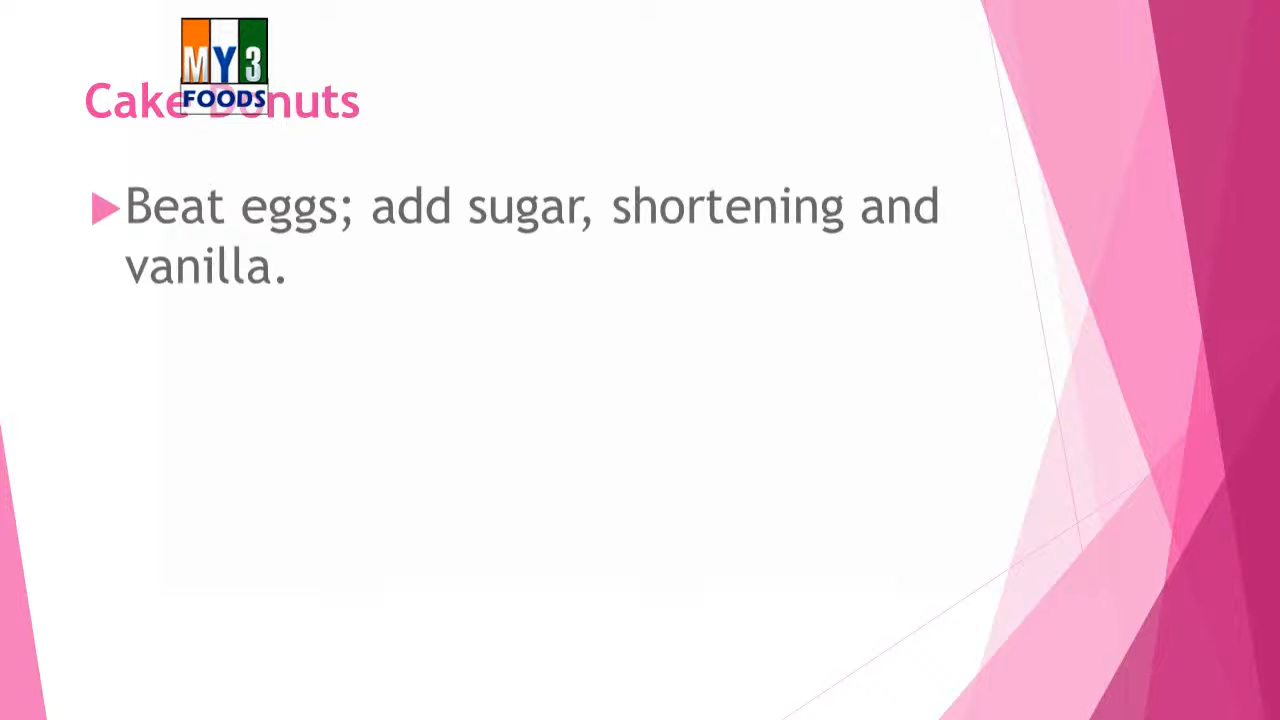 MY3
FOODS
Cake Donuts
Beat eggs; add sugar, shortening and
vanilla.